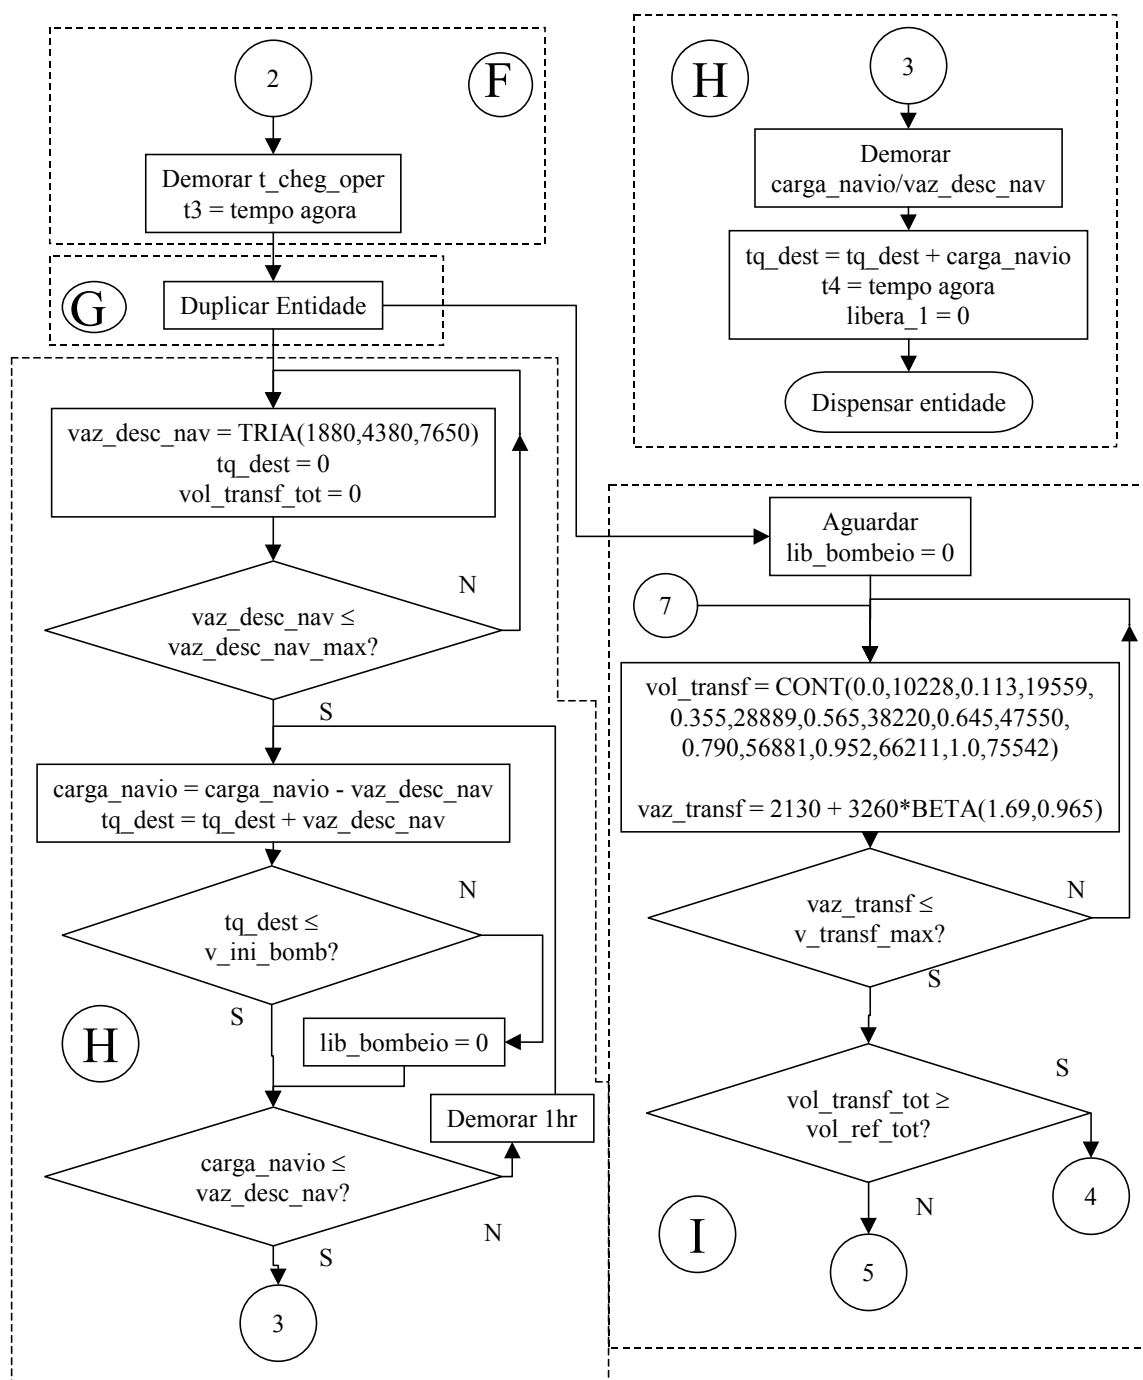 2
F
Demorar t_cheg_oper
t3 = tempo agora
G
Duplicar Entidade
vaz_desc_nav = TRIA(1880,4380,7650)
tq_dest = 0
vol_transf_tot = 0
N
vaz_desc_nav ≤
vaz_desc_nav_max?
S
carga_navio = carga_navio - vaz_desc_nav
tq_dest = tq_dest + vaz_desc_nav
N
tq_dest ≤
v_ini_bomb?
S
H
lib_bombeio = 0
Demorar 1hr
carga_navio ≤
vaz_desc_nav?
N
S
3
H
3
Demorar
carga_navio/vaz_desc_nav
tq_dest = tq_dest + carga_navio
t4 = tempo agora
libera_1 = 0
Dispensar entidade
Aguardar
lib_bombeio = 0
7
vol_transf = CONT(0.0,10228,0.113,19559,
0.355,28889,0.565,38220,0.645,47550,
0.790,56881,0.952,66211,1.0,75542)
vaz_transf = 2130 + 3260*BETA(1.69,0.965)
N
vaz_transf ≤
v_transf_max?
S
S
vol_transf_tot ≥
vol_ref_tot?
4
N
I
5